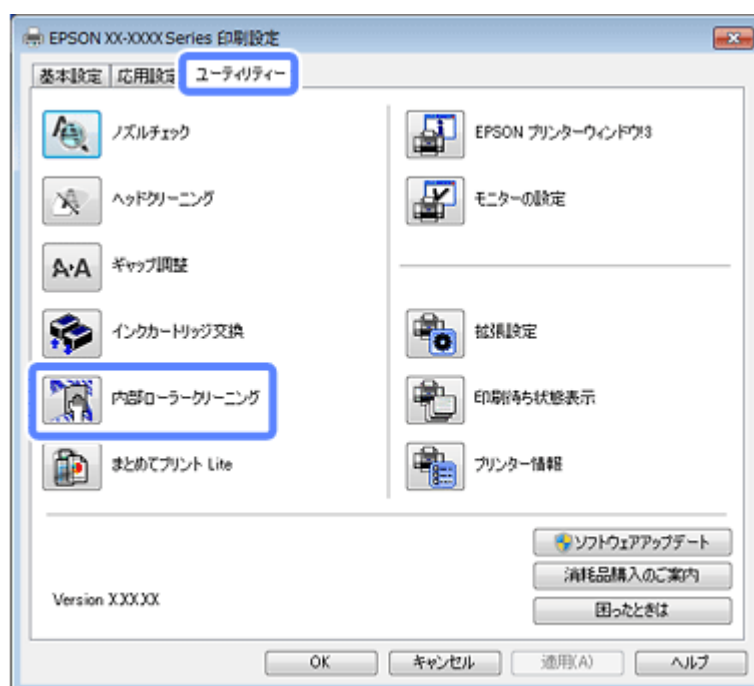 EPSON XX-XXXX Series 印刷設定
基本設定 応用設定 ユーティリティー
ノズルチェック
ヘッドクリーニング
A・A ギャップ調整
インクカートリッジ交換
内部ローラークリーニング
まとめてプリント Lite
EPSON プリンターウィンドウ!3
モニターの設定
拡張設定
印刷待ち状態表示
プリンター情報
ソフトウェアアップデート
消耗品購入のご案内
困ったときは
Version X.XX.XX
OK キャンセル 適用(A) ヘルプ